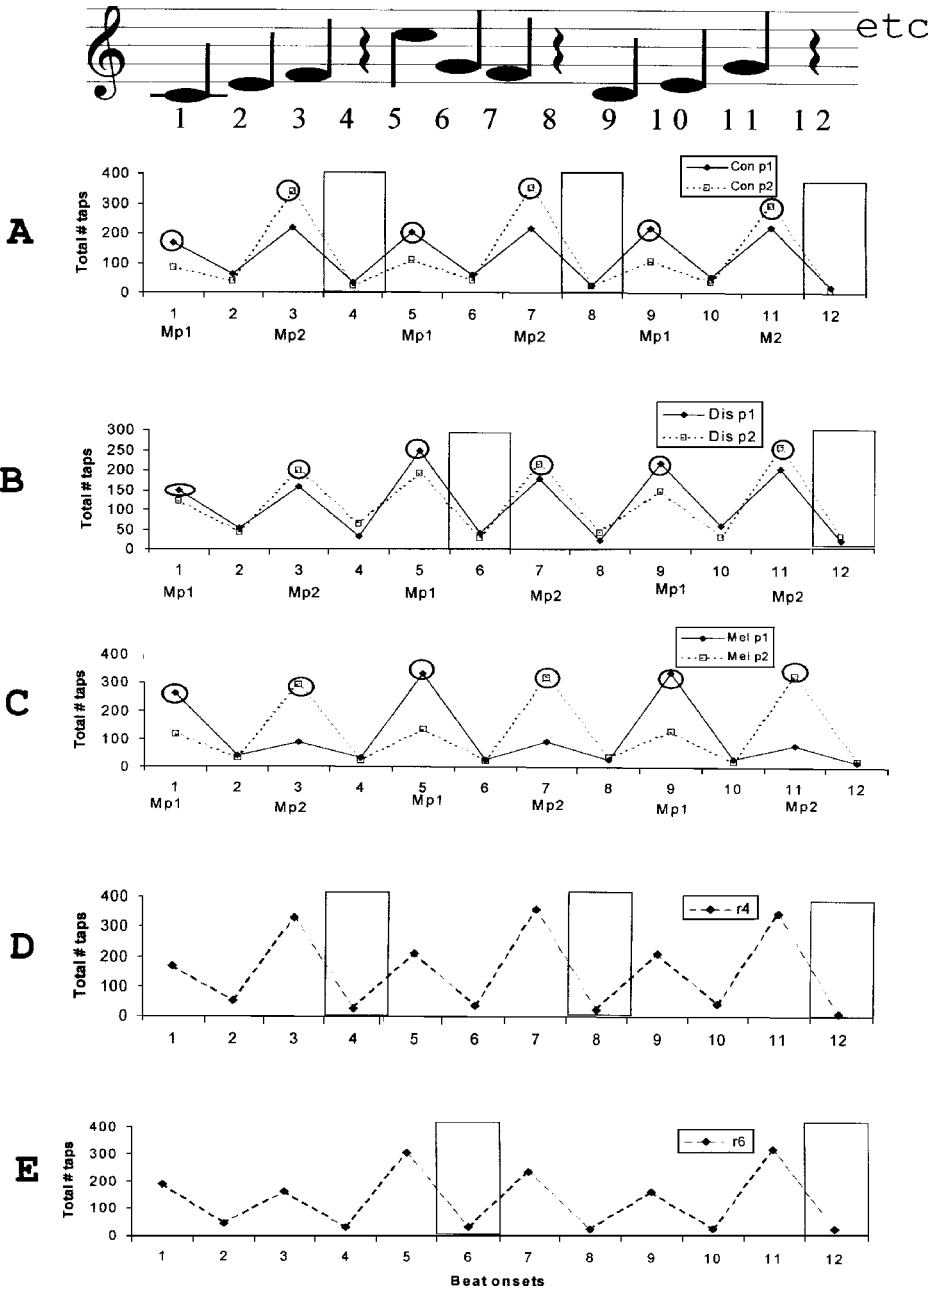 etc
1 2 3 4 5 6 7 8 9 10 11 12
A
Con p1
Con p2
Total # taps
400
300
200
100
0
1 2 3 4 5 6 7 8 9 10 11 12
Mp1 Mp2 Mp1 Mp2 Mp1 M2
B
Dis p1
Dis p2
Total # taps
300
250
200
150
100
50
0
1 2 3 4 5 6 7 8 9 10 11 12
Mp1 Mp2 Mp1 Mp2 Mp1 Mp2
C
Mel p1
Mel p2
Total # taps
400
300
200
100
0
1 2 3 4 5 6 7 8 9 10 11 12
Mp1 Mp2 Mp1 Mp2 Mp1 Mp2
D
r4
Total # taps
400
300
200
100
0
1 2 3 4 5 6 7 8 9 10 11 12
E
r6
Total # taps
400
300
200
100
0
1 2 3 4 5 6 7 8 9 10 11 12
Beat onsets